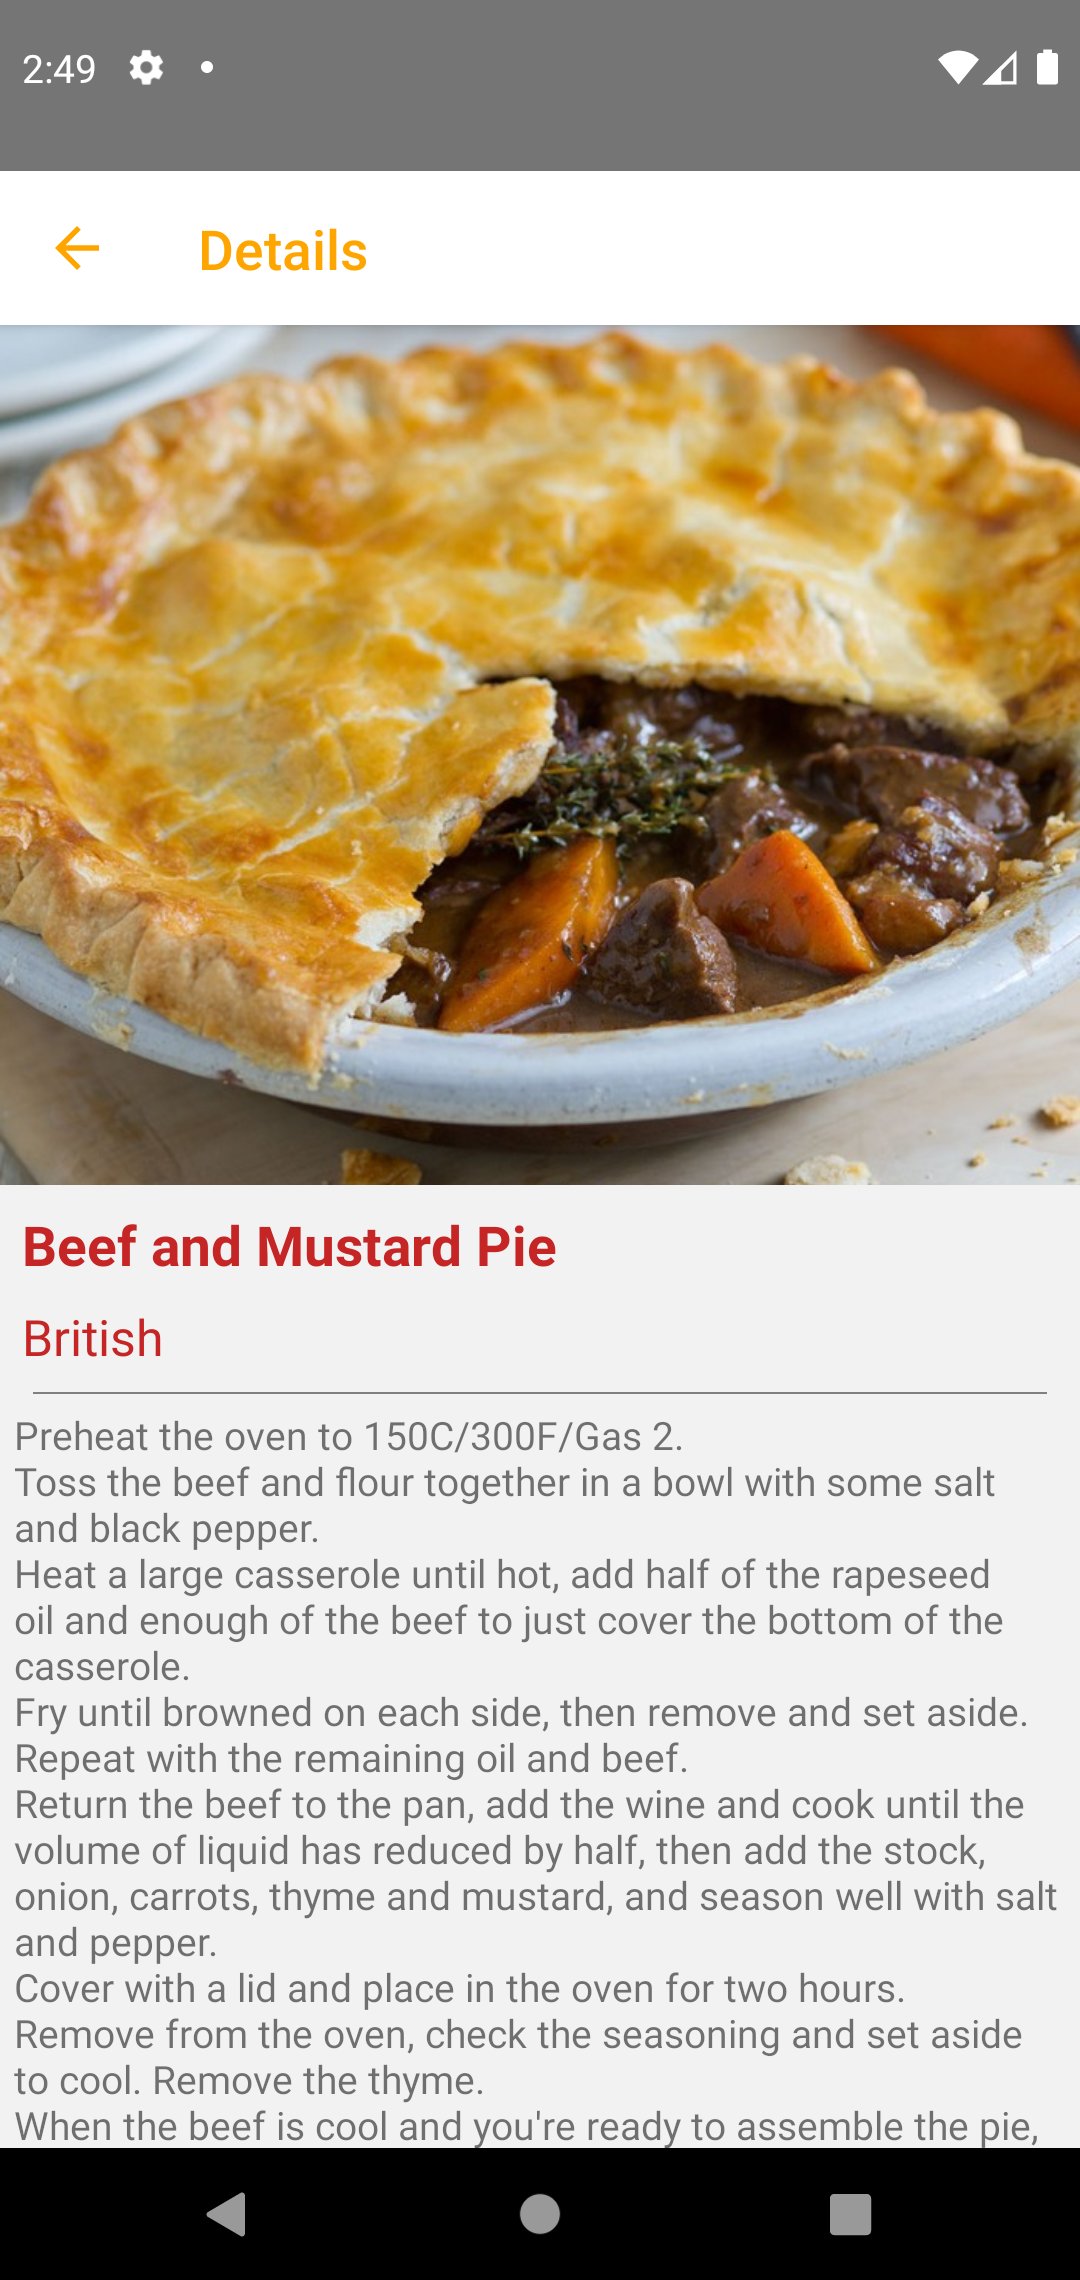 2:49
Details
Beef and Mustard Pie
British
Preheat the oven to 150C/300F/Gas 2.
Toss the beef and flour together in a bowl with some salt
and black pepper.
Heat a large casserole until hot, add half of the rapeseed
oil and enough of the beef to just cover the bottom of the
casserole.
Fry until browned on each side, then remove and set aside.
Repeat with the remaining oil and beef.
Return the beef to the pan, add the wine and cook until the
volume of liquid has reduced by half, then add the stock,
onion, carrots, thyme and mustard, and season well with salt
and pepper.
Cover with a lid and place in the oven for two hours.
Remove from the oven, check the seasoning and set aside
to cool. Remove the thyme.
When the beef is cool and you're ready to assemble the pie,